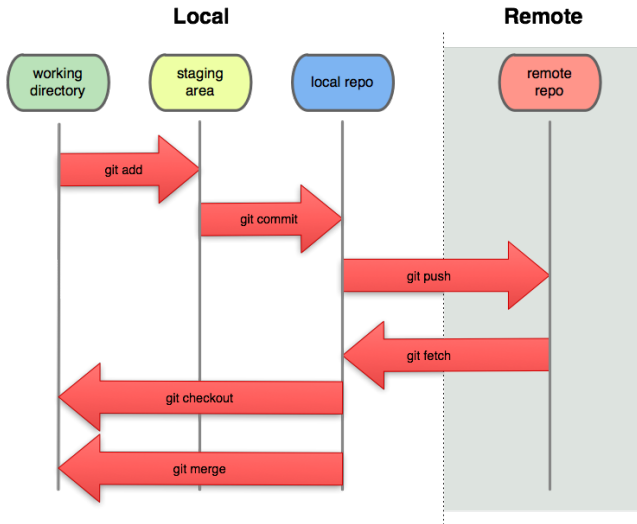 Local
Remote
working
directory
staging
area
local repo
remote
repo
git add
git commit
git push
git fetch
git checkout
git merge